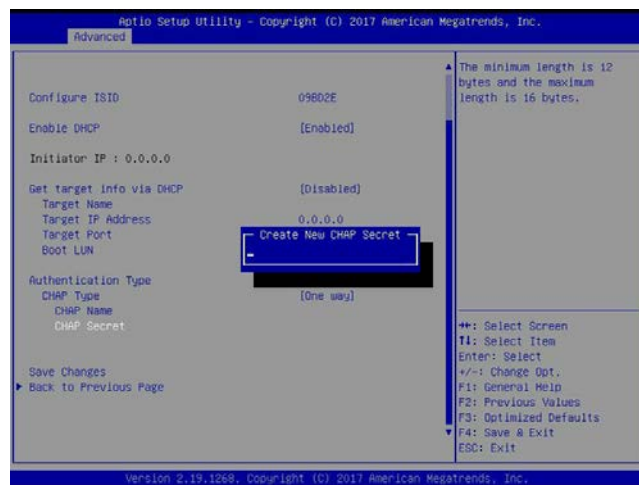 Aptio Setup Utility - Copyright (C) 2017 American Megatrends, Inc.
Advanced
Configure ISID 09BD2E
Enable DHCP [Enabled]
Initiator IP : 0.0.0.0
Get target info via DHCP [Disabled]
Target Name
Target IP Address 0.0.0.0
Target Port
Boot LUN
Create New CHAP Secret
Authentication Type
CHAP Type [One way]
CHAP Name
CHAP Secret
Save Changes
Back to Previous Page
The minimum length is 12
bytes and the maximum
length is 16 bytes.
→←: Select Screen
↑↓: Select Item
Enter: Select
+/-: Change Opt.
F1: General Help
F2: Previous Values
F3: Optimized Defaults
F4: Save & Exit
ESC: Exit
Version 2.19.1268. Copyright (C) 2017 American Megatrends, Inc.